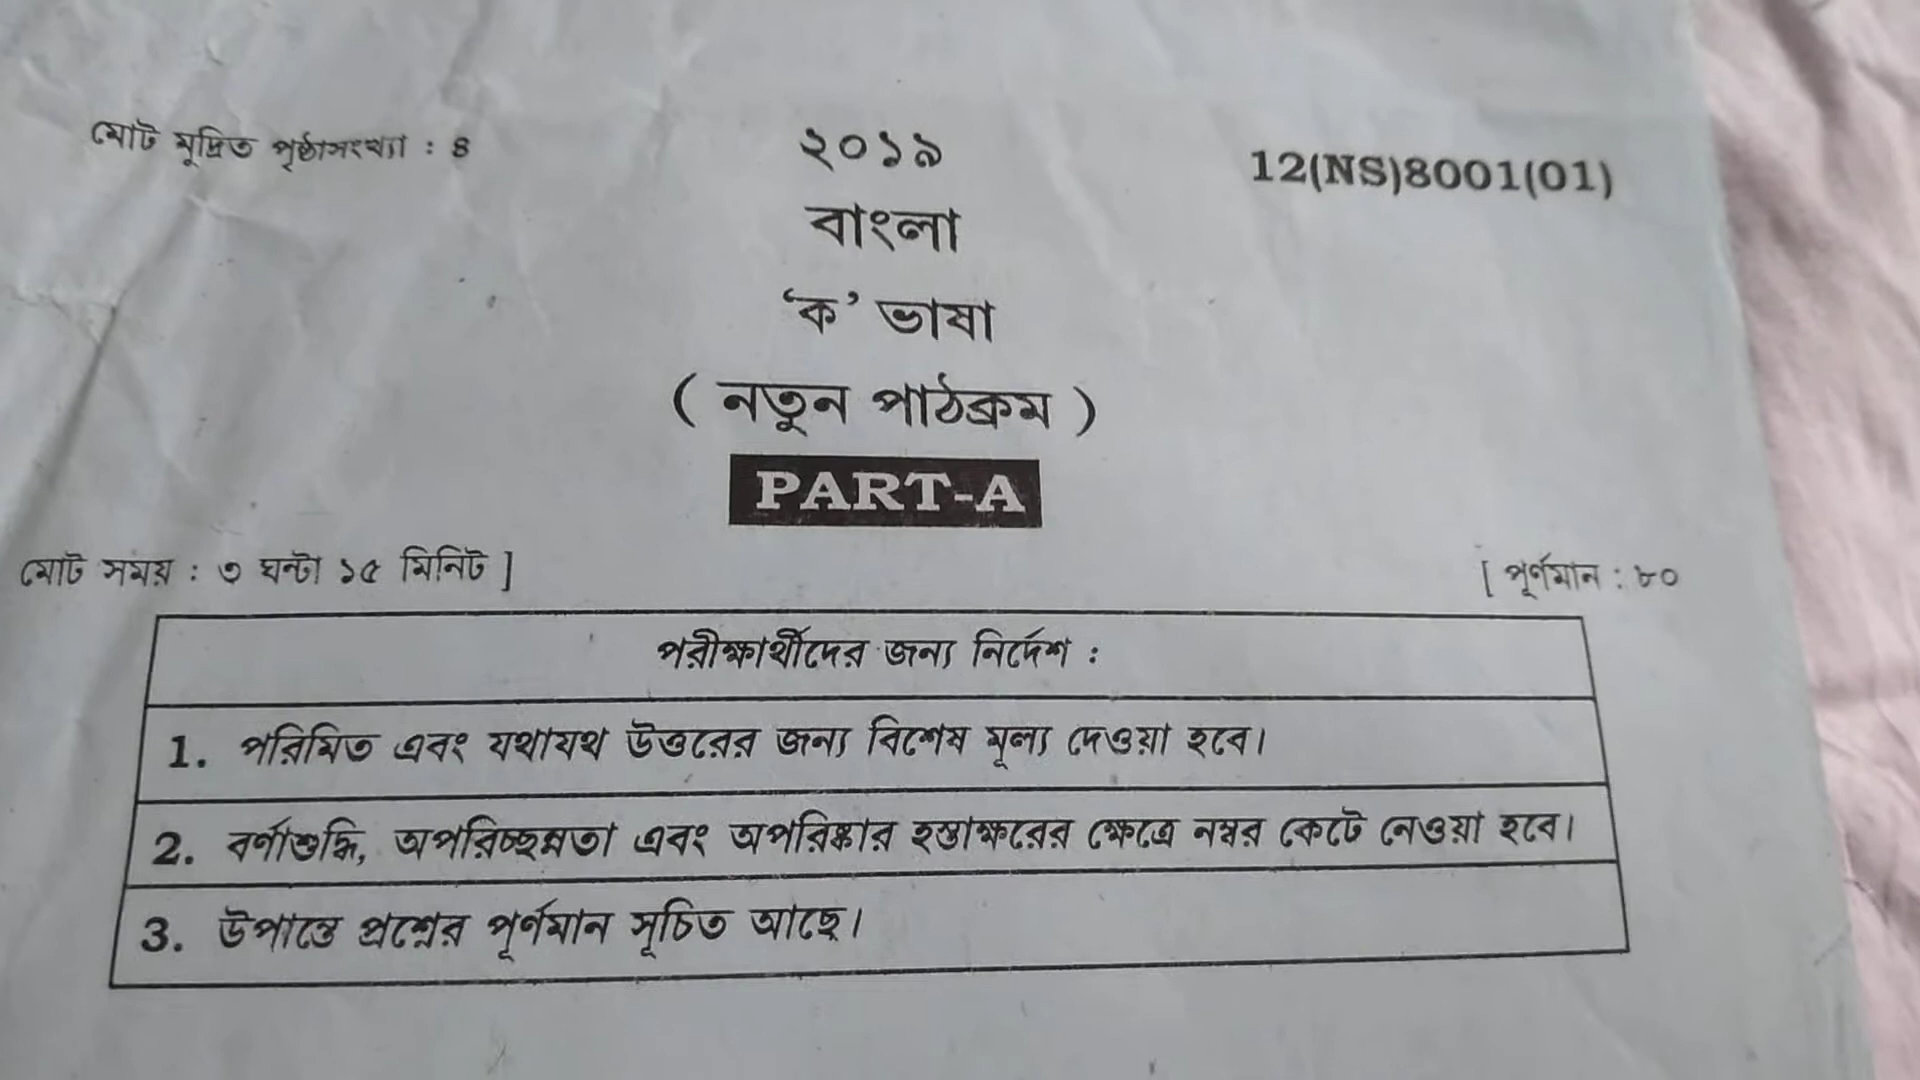 মোট মুদ্রিত পৃষ্ঠাসংখ্যা : ৪
২০১৯
12(NS)8001(01)
বাংলা
‘ক’ ভাষা
( নতুন পাঠক্রম )
PART-A
মোট সময় : ৩ ঘন্টা ১৫ মিনিট ]
[ পূর্ণমান : ৮০
পরীক্ষার্থীদের জন্য নির্দেশ :
1. পরিমিত এবং যথাযথ উত্তরের জন্য বিশেষ মূল্য দেওয়া হবে।
2. বর্ণাশুদ্ধি, অপরিচ্ছন্নতা এবং অপরিষ্কার হস্তাক্ষরের ক্ষেত্রে নম্বর কেটে নেওয়া হবে।
3. উপান্তে প্রশ্নের পূর্ণমান সূচিত আছে।